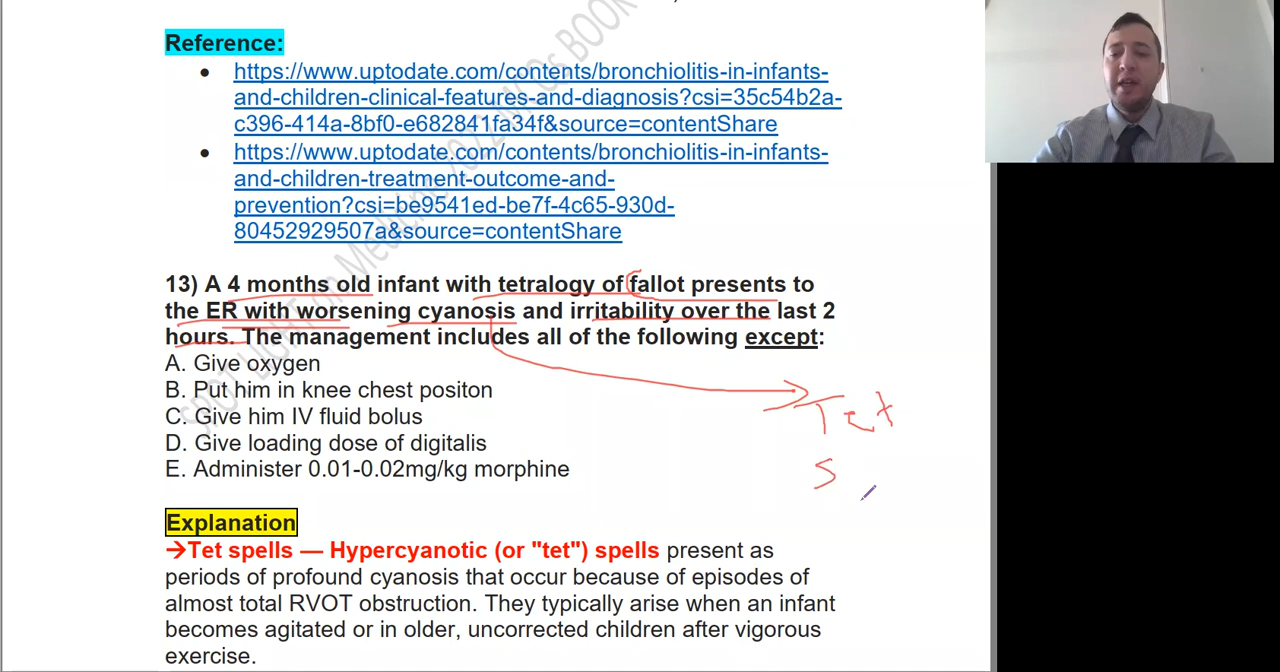 Reference:
https://www.uptodate.com/contents/bronchiolitis-in-infants-
and-children-clinical-features-and-diagnosis?csi=35c54b2a-
c396-414a-8bf0-e682847fa34f&source=contentShare
https://www.uptodate.com/contents/bronchiolitis-in-infants-
and-children-treatment-outcome-and-
prevention?csi=be9541ed-be7f-4c65-930d-
80452929507a&source=contentShare
13) A 4 months old infant with tetralogy of fallot presents to
the ER with worsening cyanosis and irritability over the last 2
hours. The management includes all of the following except:
A. Give oxygen
B. Put him in knee chest positon
C. Give him IV fluid bolus
D. Give loading dose of digitalis
E. Administer 0.01-0.02mg/kg morphine
Tet
S
Explanation
→Tet spells — Hypercyanotic (or "tet") spells present as
periods of profound cyanosis that occur because of episodes of
almost total RVOT obstruction. They typically arise when an infant
becomes agitated or in older, uncorrected children after vigorous
exercise.